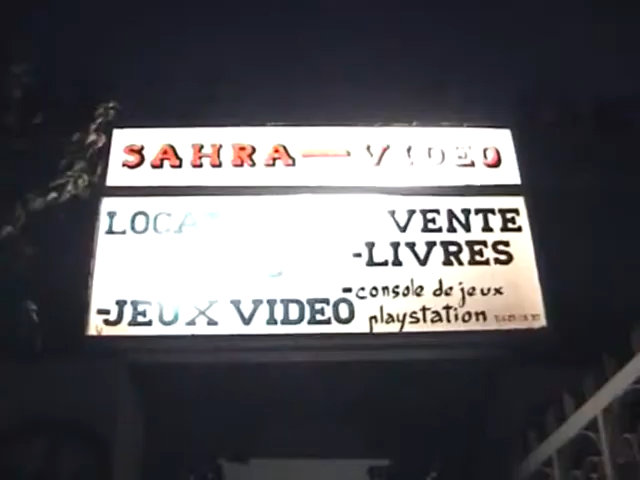 SAHRA — VIDEO
VENTE
-LIVRES
-console de jeux
-JEUX VIDEO playstation